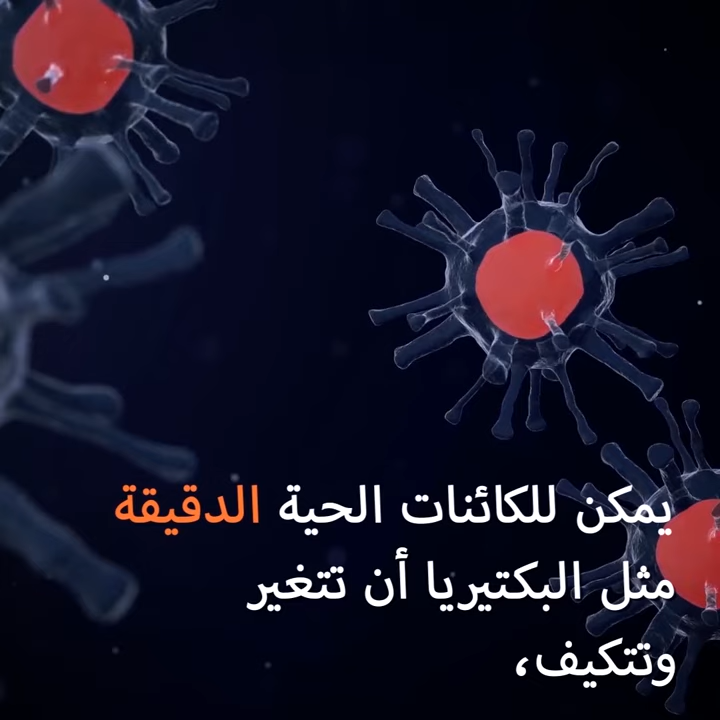 يمكن للكائنات الحية الدقيقة
مثل البكتيريا أن تتغير
وتتكيف،